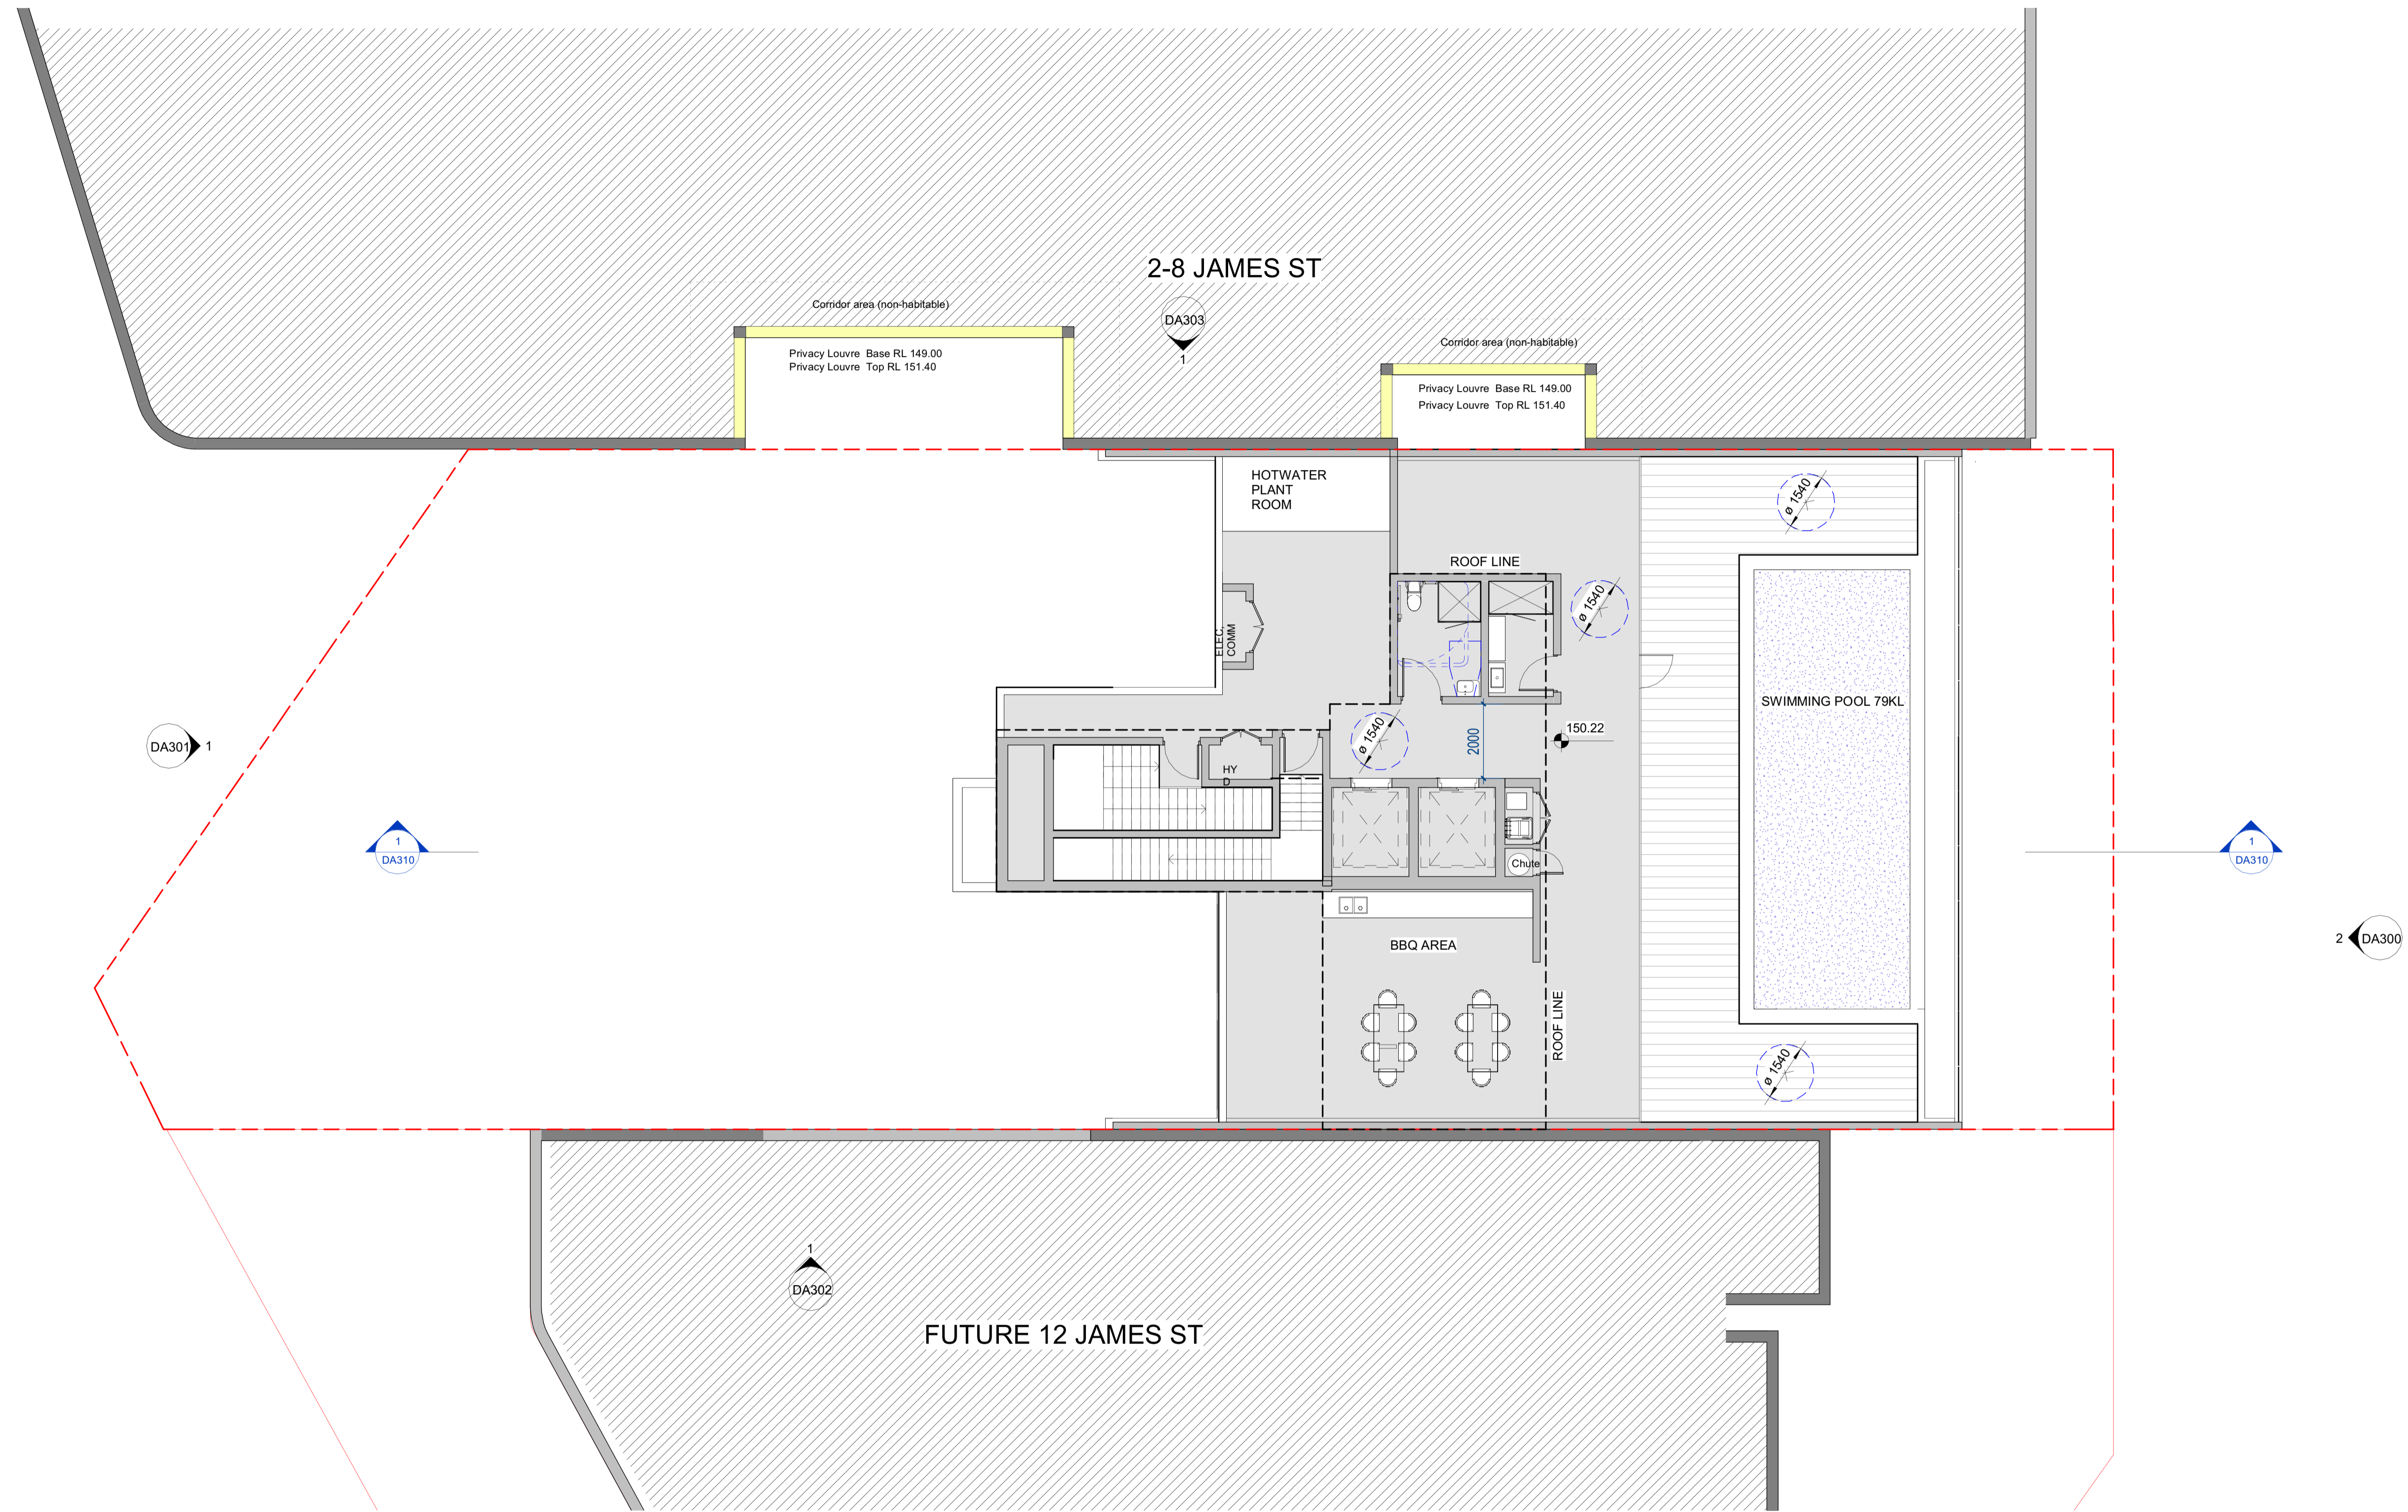 2-8 JAMES ST
Corridor area (non-habitable)
DA303
1
Privacy Louvre Base RL 149.00
Privacy Louvre Top RL 151.40
Corridor area (non-habitable)
Privacy Louvre Base RL 149.00
Privacy Louvre Top RL 151.40
HOTWATER
PLANT
ROOM
ø 1540
ROOF LINE
ø 1540
ELEC.
COMM
SWIMMING POOL 79KL
DA301
1
ø 1540
2000
150.22
HY
D
1
DA310
Chute
1
DA310
BBQ AREA
2
DA300
ROOF LINE
ø 1540
1
DA302
FUTURE 12 JAMES ST